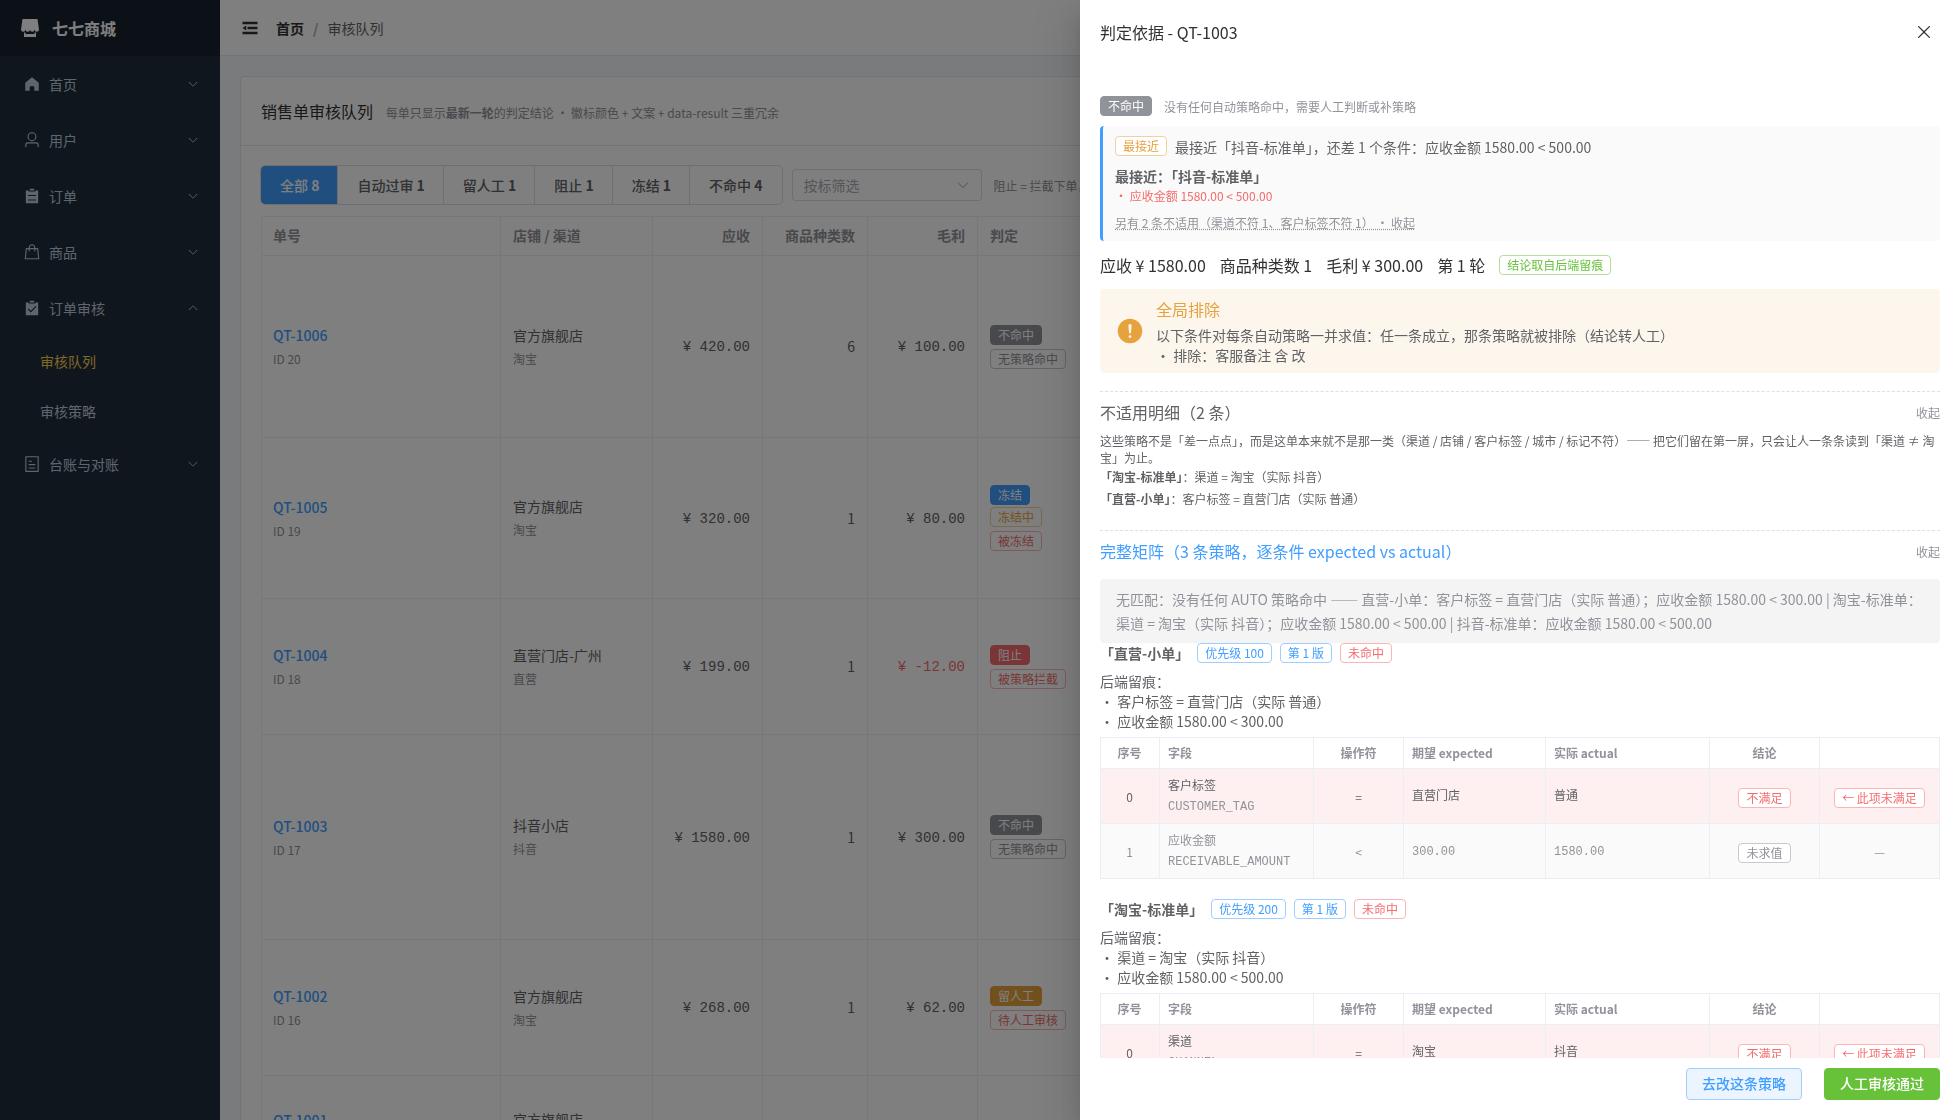 七七商城
首页
用户
订单
商品
订单审核
审核队列
审核策略
台账与对账
首页 / 审核队列
销售单审核队列 每单只显示最新一轮的判定结论 · 徽标颜色 + 文案 + data-result 三重冗余
全部 8 自动过审 1 留人工 1 阻止 1 冻结 1 不命中 4 按标筛选 阻止 = 拦截下单
单号 店铺 / 渠道 应收 商品种类数 毛利 判定
QT-1006 官方旗舰店 ¥ 420.00 6 ¥ 100.00 不命中
ID 20 淘宝 无策略命中
QT-1005 官方旗舰店 ¥ 320.00 1 ¥ 80.00 冻结
ID 19 淘宝 冻结中
被冻结
QT-1004 直营门店-广州 ¥ 199.00 1 ¥ -12.00 阻止
ID 18 直营 被策略拦截
QT-1003 抖音小店 ¥ 1580.00 1 ¥ 300.00 不命中
ID 17 抖音 无策略命中
QT-1002 官方旗舰店 ¥ 268.00 1 ¥ 62.00 留人工
ID 16 淘宝 待人工审核
QT-1001 官方旗舰店
判定依据 - QT-1003
不命中 没有任何自动策略命中，需要人工判断或补策略
最接近 最接近「抖音-标准单」，还差 1 个条件：应收金额 1580.00 < 500.00
最接近：「抖音-标准单」
· 应收金额 1580.00 < 500.00
另有 2 条不适用（渠道不符 1、客户标签不符 1） · 收起
应收 ¥ 1580.00 商品种类数 1 毛利 ¥ 300.00 第 1 轮 结论取自后端留痕
全局排除
以下条件对每条自动策略一并求值：任一条成立，那条策略就被排除（结论转人工）
· 排除：客服备注 含 改
不适用明细（2 条） 收起
这些策略不是「差一点点」，而是这单本来就不是那一类（渠道 / 店铺 / 客户标签 / 城市 / 标记不符）—— 把它们留在第一屏，只会让人一条条读到「渠道 ≠ 淘
宝」为止。
「淘宝-标准单」：渠道 = 淘宝（实际 抖音）
「直营-小单」：客户标签 = 直营门店（实际 普通）
完整矩阵（3 条策略，逐条件 expected vs actual） 收起
无匹配：没有任何 AUTO 策略命中 —— 直营-小单：客户标签 = 直营门店（实际 普通）；应收金额 1580.00 < 300.00 | 淘宝-标准单：
渠道 = 淘宝（实际 抖音）；应收金额 1580.00 < 500.00 | 抖音-标准单：应收金额 1580.00 < 500.00
「直营-小单」 优先级 100 第 1 版 未命中
后端留痕：
· 客户标签 = 直营门店（实际 普通）
· 应收金额 1580.00 < 300.00
序号 字段 操作符 期望 expected 实际 actual 结论
0 客户标签 = 直营门店 普通 不满足 ← 此项未满足
CUSTOMER_TAG
1 应收金额 < 300.00 1580.00 未求值 —
RECEIVABLE_AMOUNT
「淘宝-标准单」 优先级 200 第 1 版 未命中
后端留痕：
· 渠道 = 淘宝（实际 抖音）
· 应收金额 1580.00 < 500.00
序号 字段 操作符 期望 expected 实际 actual 结论
0 渠道 = 淘宝 抖音 不满足 ← 此项未满足
去改这条策略 人工审核通过